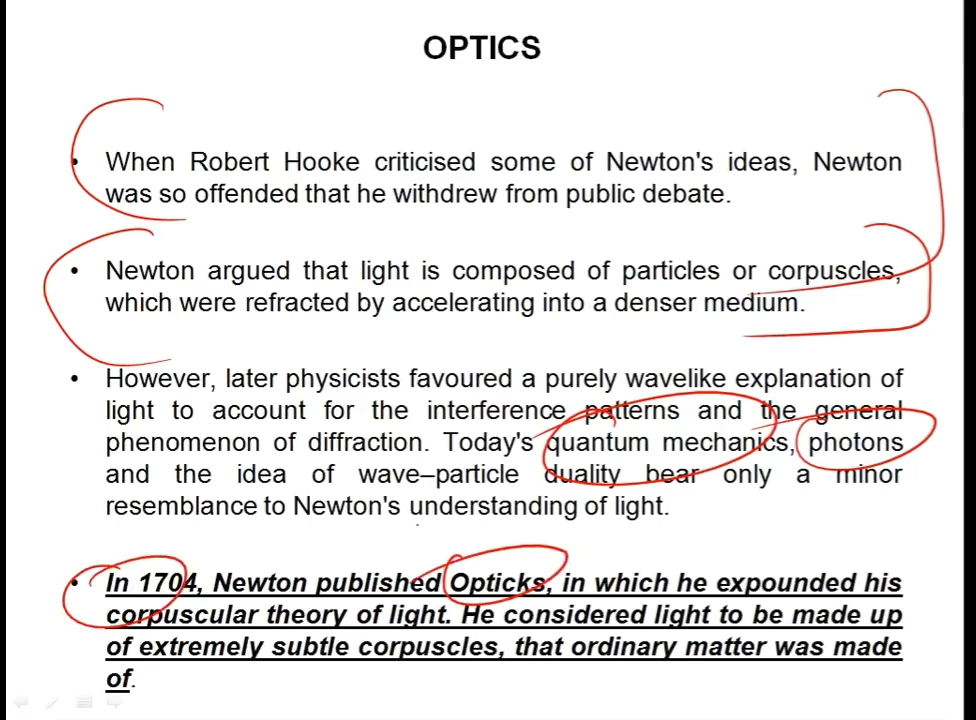 OPTICS
• When Robert Hooke criticised some of Newton's ideas, Newton
was so offended that he withdrew from public debate.
• Newton argued that light is composed of particles or corpuscles,
which were refracted by accelerating into a denser medium.
• However, later physicists favoured a purely wavelike explanation of
light to account for the interference patterns and the general
phenomenon of diffraction. Today's quantum mechanics, photons
and the idea of wave–particle duality bear only a minor
resemblance to Newton's understanding of light.
• In 1704, Newton published Opticks, in which he expounded his
corpuscular theory of light. He considered light to be made up
of extremely subtle corpuscles, that ordinary matter was made
of.